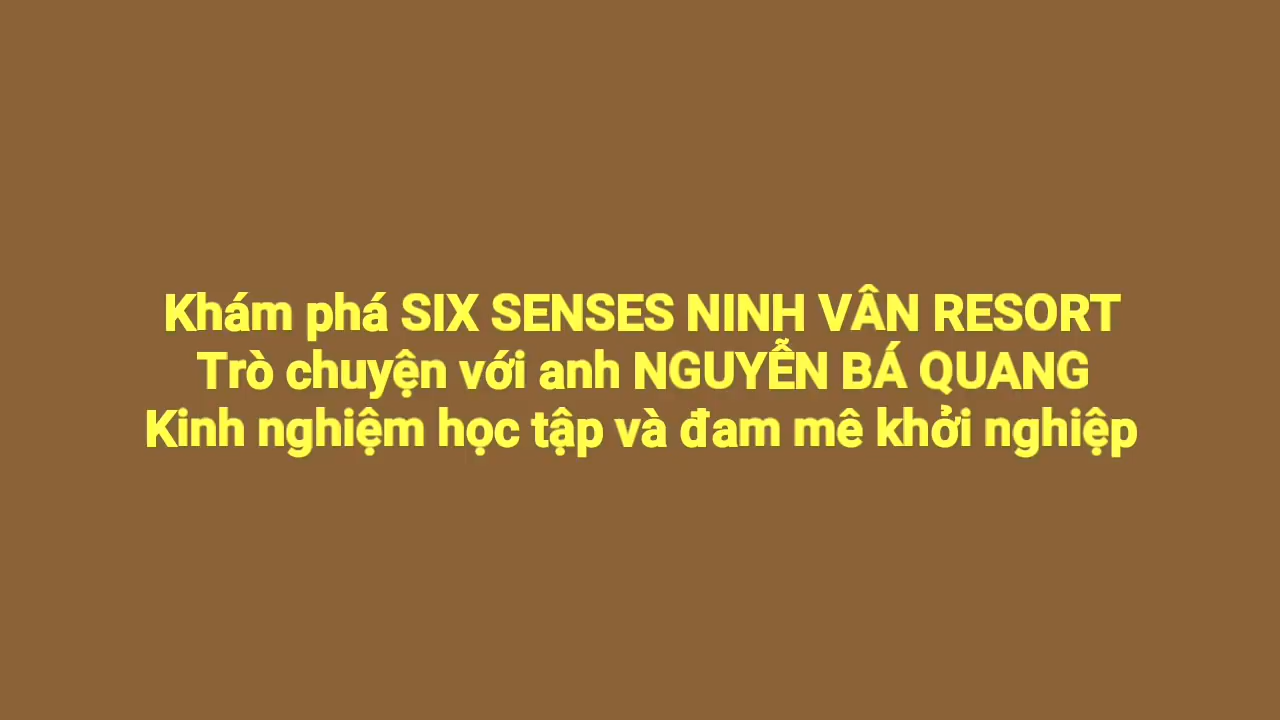 Khám phá SIX SENSES NINH VÂN RESORT
Trò chuyện với anh NGUYỄN BÁ QUANG
Kinh nghiệm học tập và đam mê khởi nghiệp